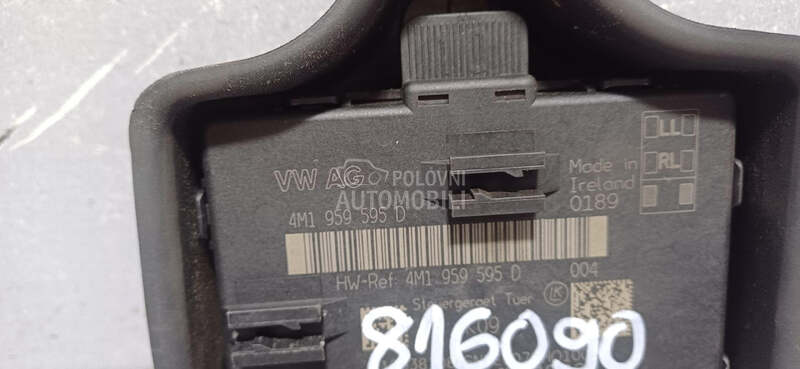 LL
RL
VW AG
Made in
Ireland
0189
POLOVNI
AUTOMOBILI
4M1 959 595 D
HW-Ref 4M1 959 595 D 004
Steuergeraet Tuer
816090